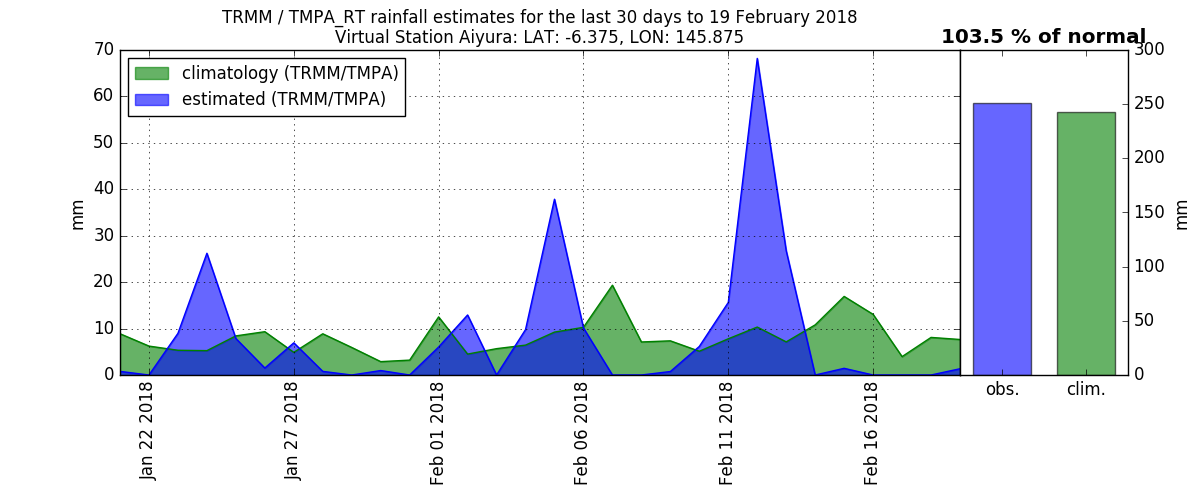 TRMM / TMPA_RT rainfall estimates for the last 30 days to 19 February 2018
Virtual Station Aiyura: LAT: -6.375, LON: 145.875
103.5 % of normal
climatology (TRMM/TMPA)
estimated (TRMM/TMPA)
70
60
50
40
30
20
10
0
mm
Jan 22 2018
Jan 27 2018
Feb 01 2018
Feb 06 2018
Feb 11 2018
Feb 16 2018
300
250
200
150
100
50
0
mm
obs.
clim.